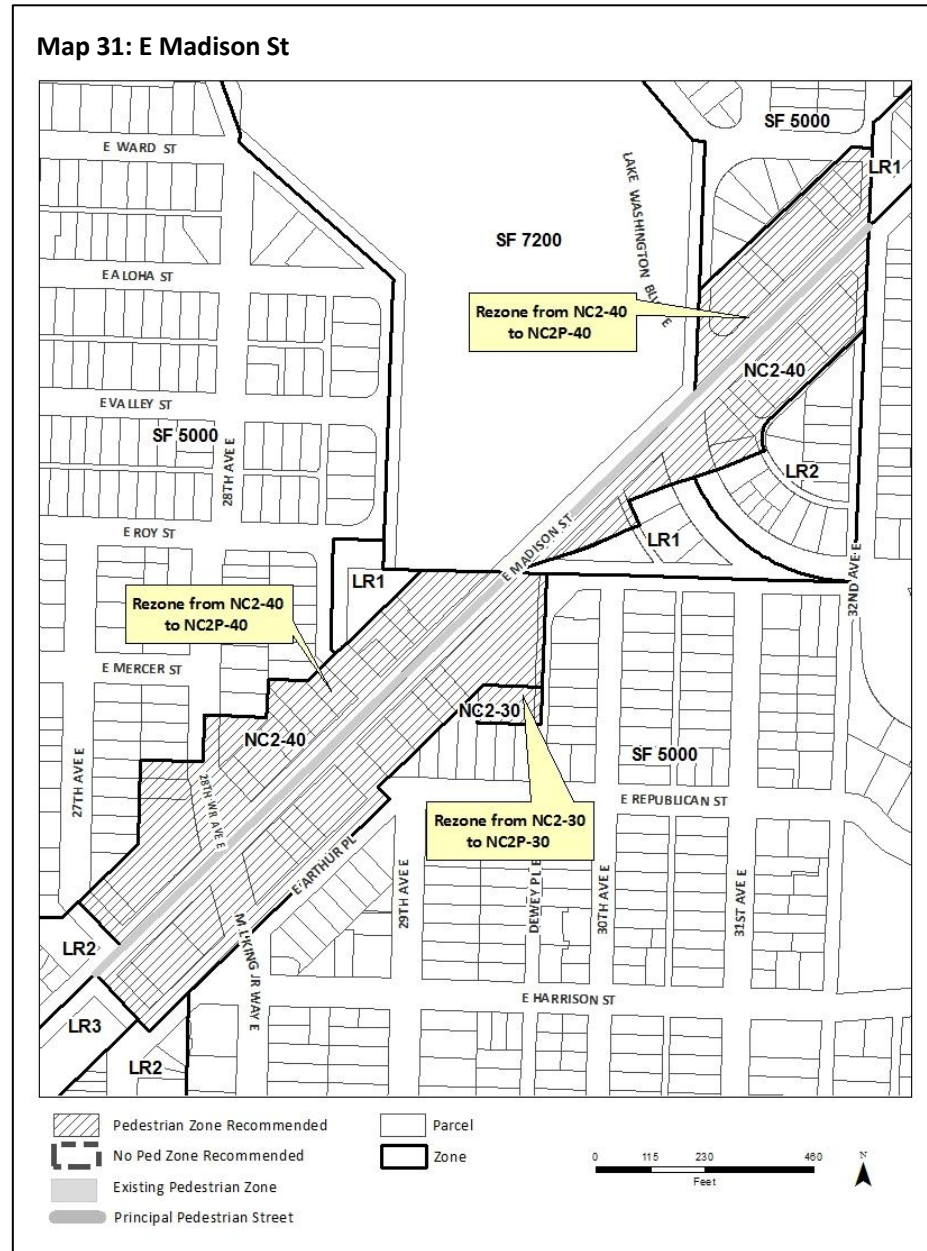 Map 31: E Madison St
E WARD ST
SF 5000
LR1
LAKE WASHINGTON BLVD E
SF 7200
E ALOHA ST
Rezone from NC2-40
to NC2P-40
NC2-40
E VALLEY ST
SF 5000
28TH AVE E
LR2
E ROY ST
E MADISON ST
LR1
32ND AVE E
LR1
Rezone from NC2-40
to NC2P-40
E MERCER ST
NC2-30
NC2-40
SF 5000
27TH AVE E
28TH WR AVE E
E REPUBLICAN ST
Rezone from NC2-30
to NC2P-30
E ARTHUR PL
29TH AVE E
DEWEY PL E
30TH AVE E
31ST AVE E
M L KING JR WAY E
LR2
E HARRISON ST
LR3
LR2
Pedestrian Zone Recommended
No Ped Zone Recommended
Existing Pedestrian Zone
Principal Pedestrian Street
Parcel
Zone
0 115 230 460
Feet
N